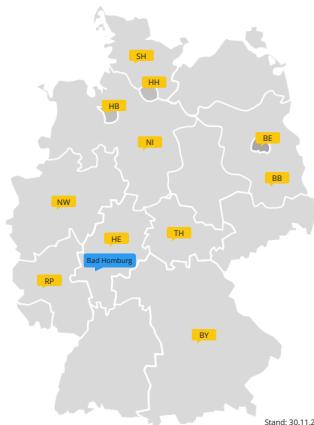 SH
HH
HB
NI
BE
BB
NW
HE
TH
Bad Homburg
RP
BY
Stand: 30.11.2